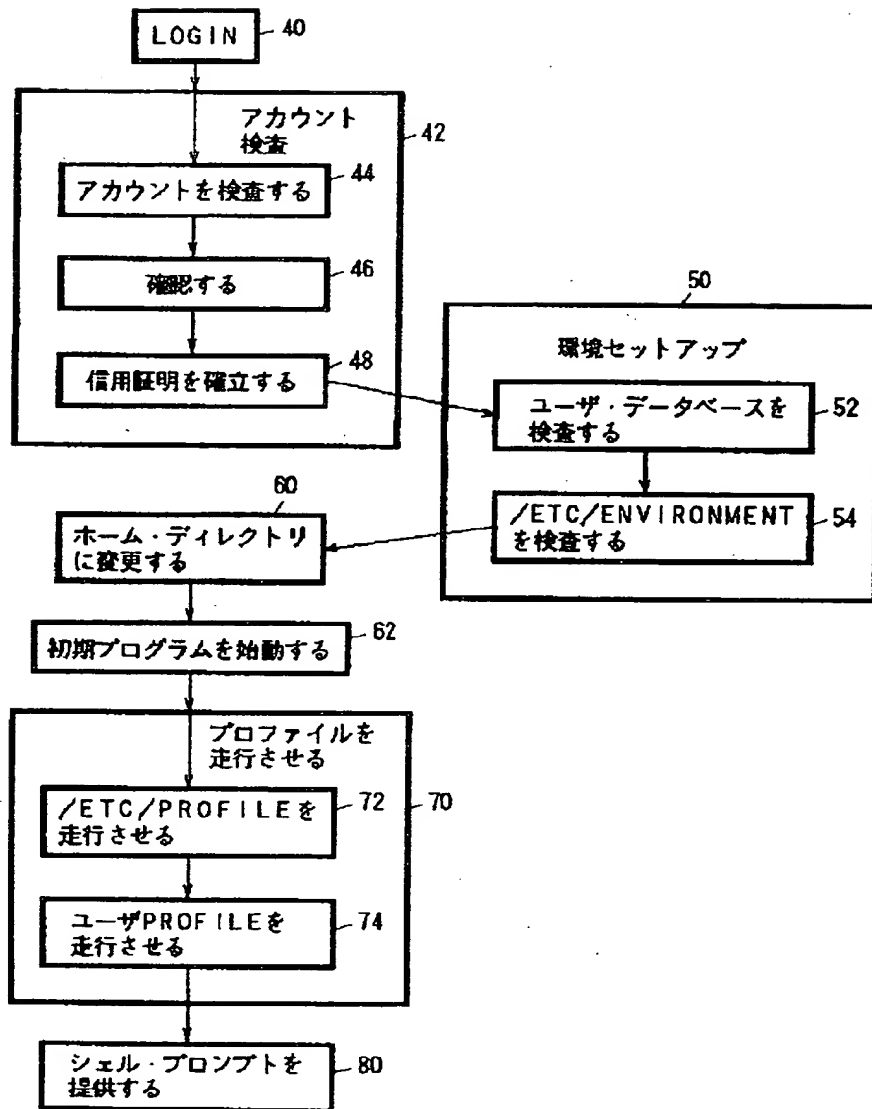 LOGIN
40
アカウント
検査
42
アカウントを検査する
44
確認する
46
信用証明を確立する
48
50
環境セットアップ
ユーザ・データベースを
検査する
52
/ETC/ENVIRONMENT
を検査する
54
60
ホーム・ディレクトリ
に変更する
初期プログラムを始動する
62
プロファイルを
走行させる
70
/ETC/PROFILEを
走行させる
72
ユーザPROFILEを
走行させる
74
シェル・プロンプトを
提供する
80